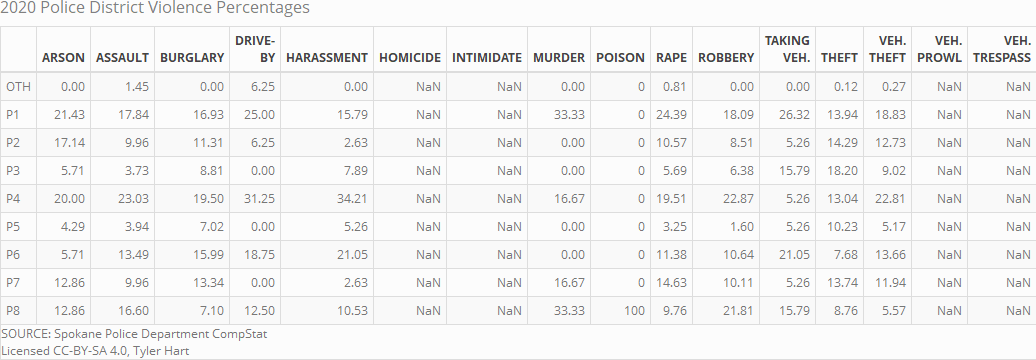 2020 Police District Violence Percentages
ARSON ASSAULT BURGLARY DRIVE-BY HARASSMENT HOMICIDE INTIMIDATE MURDER POISON RAPE ROBBERY TAKING VEH. THEFT VEH. THEFT VEH. PROWL VEH. TRESPASS
OTH 0.00 1.45 0.00 6.25 0.00 NaN NaN 0.00 0 0.81 0.00 0.00 0.12 0.27 NaN NaN
P1 21.43 17.84 16.93 25.00 15.79 NaN NaN 33.33 0 24.39 18.09 26.32 13.94 18.83 NaN NaN
P2 17.14 9.96 11.31 6.25 2.63 NaN NaN 0.00 0 10.57 8.51 5.26 14.29 12.73 NaN NaN
P3 5.71 3.73 8.81 0.00 7.89 NaN NaN 0.00 0 5.69 6.38 15.79 18.20 9.02 NaN NaN
P4 20.00 23.03 19.50 31.25 34.21 NaN NaN 16.67 0 19.51 22.87 5.26 13.04 22.81 NaN NaN
P5 4.29 3.94 7.02 0.00 5.26 NaN NaN 0.00 0 3.25 1.60 5.26 10.23 5.17 NaN NaN
P6 5.71 13.49 15.99 18.75 21.05 NaN NaN 0.00 0 11.38 10.64 21.05 7.68 13.66 NaN NaN
P7 12.86 9.96 13.34 0.00 2.63 NaN NaN 16.67 0 14.63 10.11 5.26 13.74 11.94 NaN NaN
P8 12.86 16.60 7.10 12.50 10.53 NaN NaN 33.33 100 9.76 21.81 15.79 8.76 5.57 NaN NaN
SOURCE: Spokane Police Department CompStat
Licensed CC-BY-SA 4.0, Tyler Hart